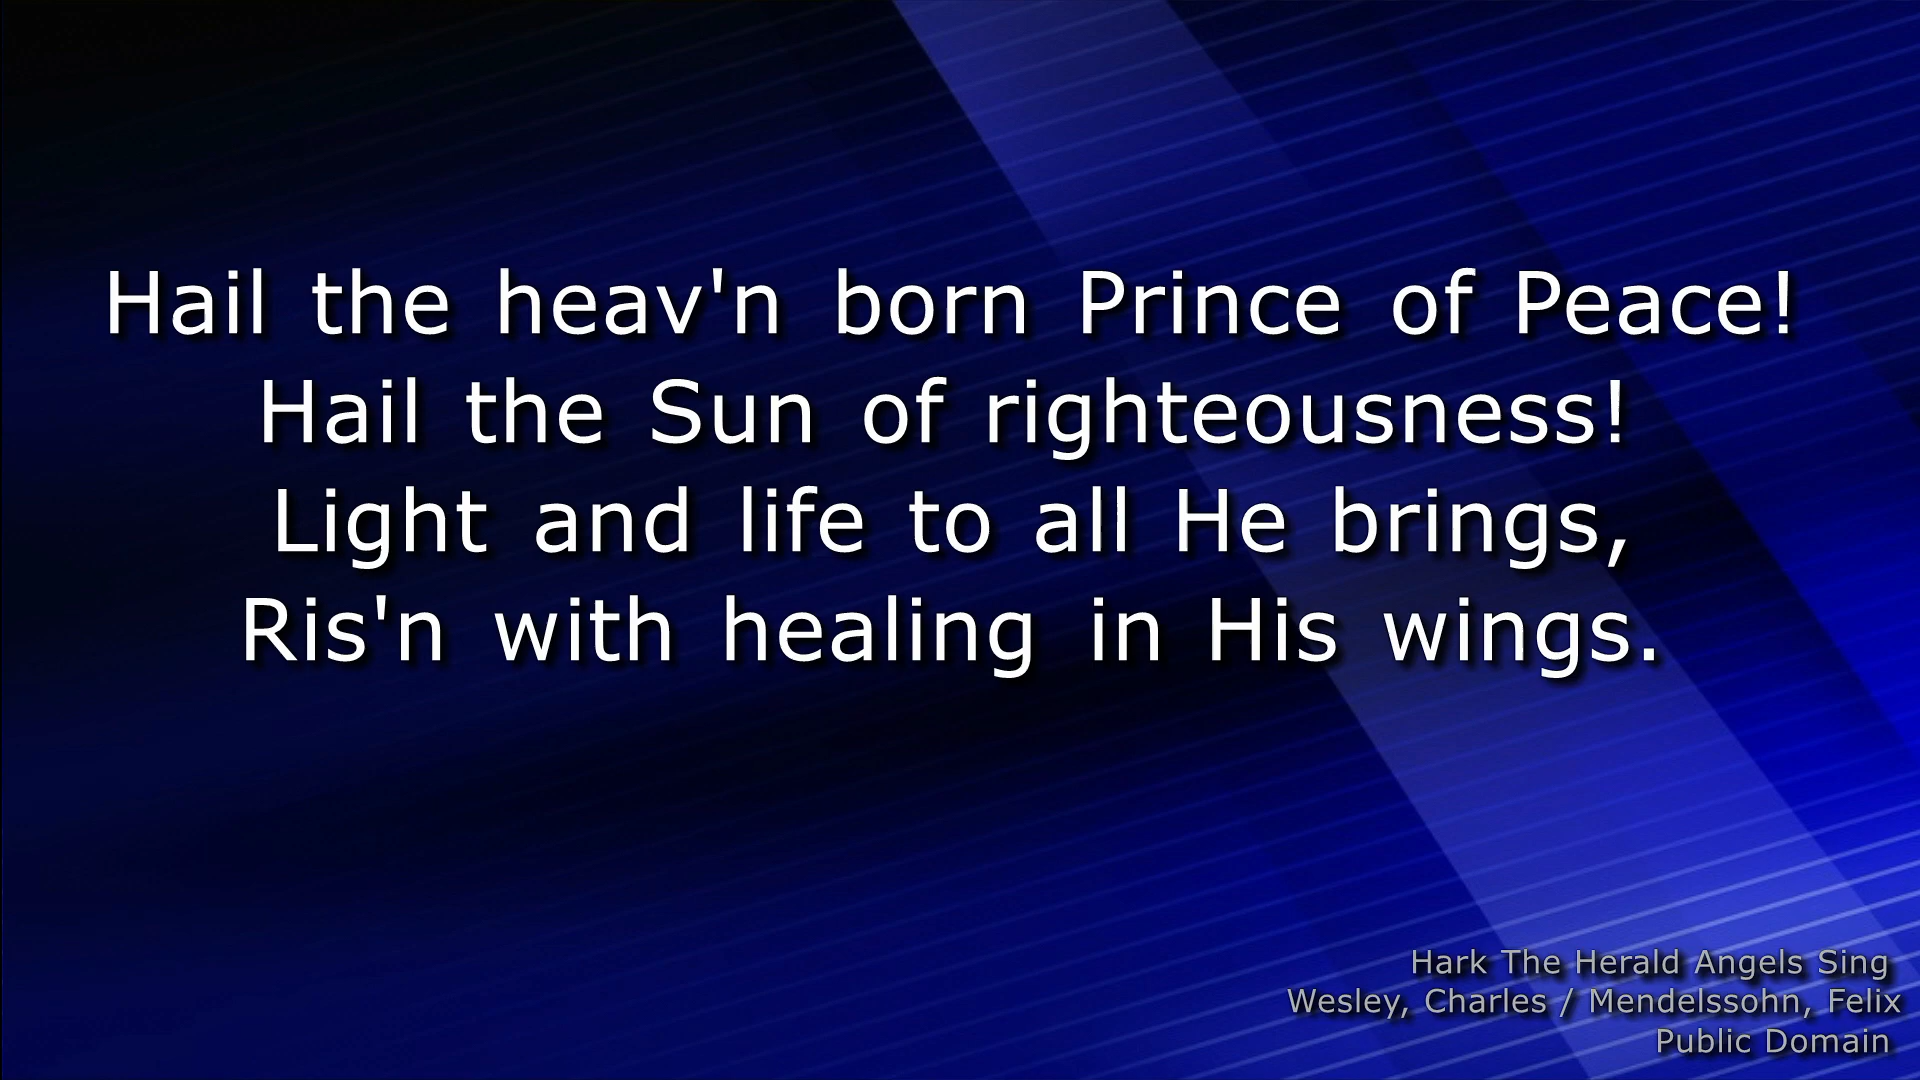 Hail the heav'n born Prince of Peace!
Hail the Sun of righteousness!
Light and life to all He brings,
Ris'n with healing in His wings.
Hark The Herald Angels Sing
Wesley, Charles / Mendelssohn, Felix
Public Domain